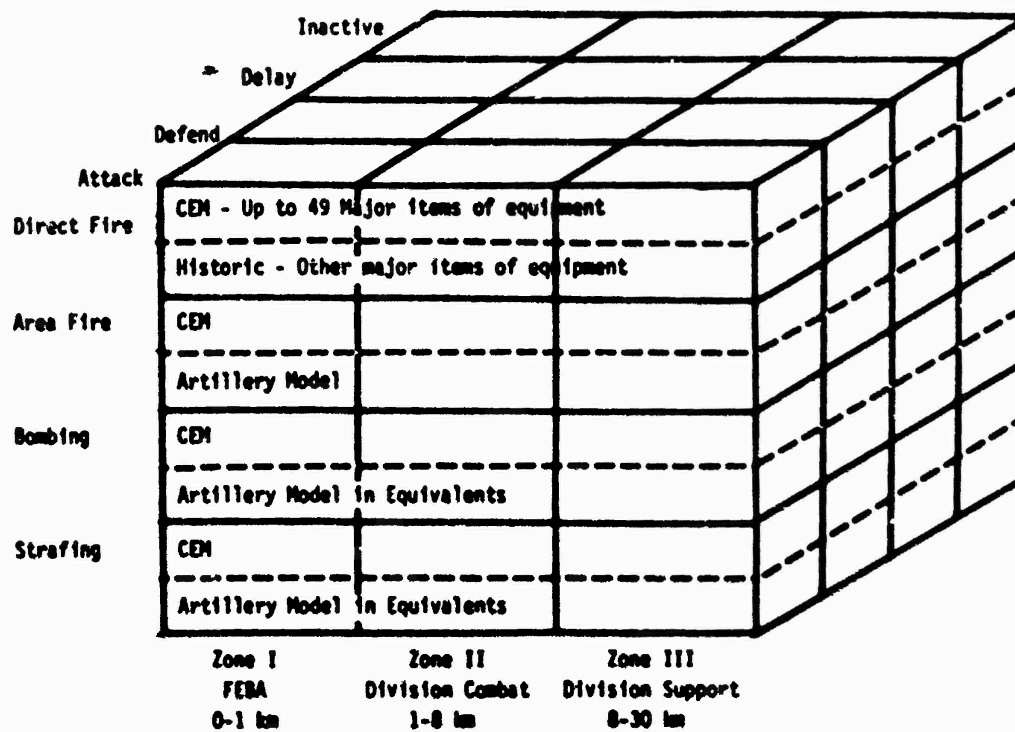 Inactive
Delay
Defend
Attack
Direct Fire
CEM - Up to 49 Major items of equipment
Historic - Other major items of equipment
Area Fire
CEM
Artillery Model
Bombing
CEM
Artillery Model in Equivalents
Strafing
CEM
Artillery Model in Equivalents
Zone I Zone II Zone III
FEBA Division Combat Division Support
0-1 km 1-8 km 8-30 km